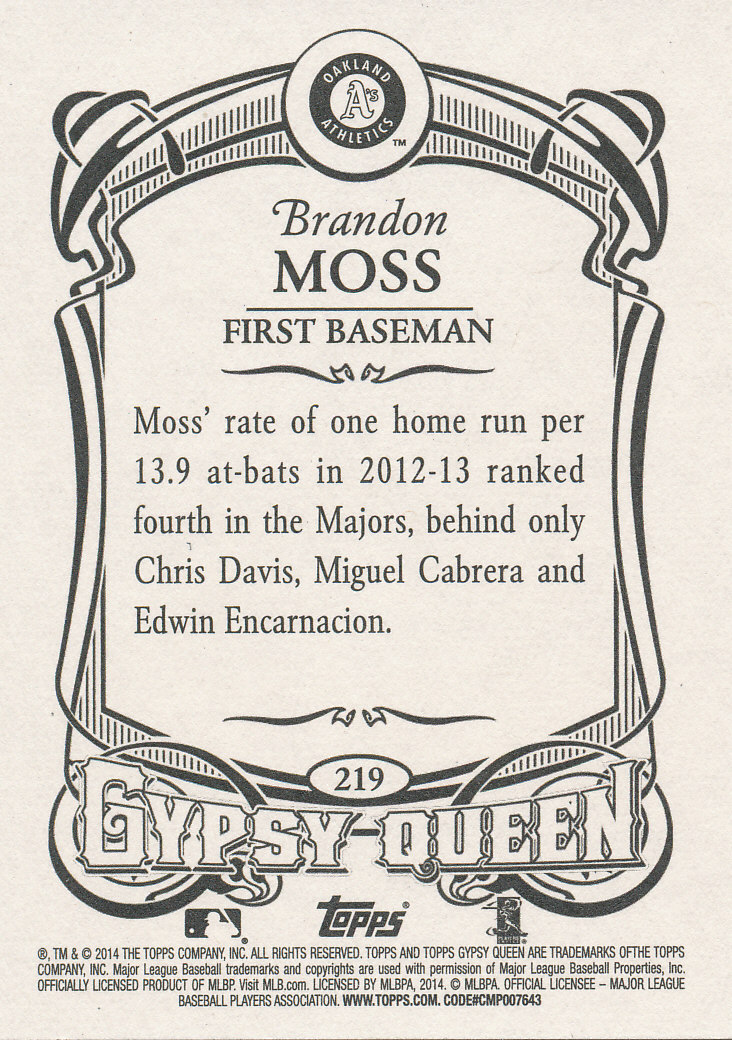 OAKLAND
A's
ATHLETICS
™
Brandon
MOSS
FIRST BASEMAN
Moss' rate of one home run per
13.9 at-bats in 2012-13 ranked
fourth in the Majors, behind only
Chris Davis, Miguel Cabrera and
Edwin Encarnacion.
219
GYPSY QUEEN
topps®
®, TM & © 2014 THE TOPPS COMPANY, INC. ALL RIGHTS RESERVED. TOPPS AND TOPPS GYPSY QUEEN ARE TRADEMARKS OFTHE TOPPS
COMPANY, INC. Major League Baseball trademarks and copyrights are used with permission of Major League Baseball Properties, Inc.
OFFICIALLY LICENSED PRODUCT OF MLBP. Visit MLB.com. LICENSED BY MLBPA, 2014. © MLBPA. OFFICIAL LICENSEE – MAJOR LEAGUE
BASEBALL PLAYERS ASSOCIATION. WWW.TOPPS.COM. CODE#CMP007643